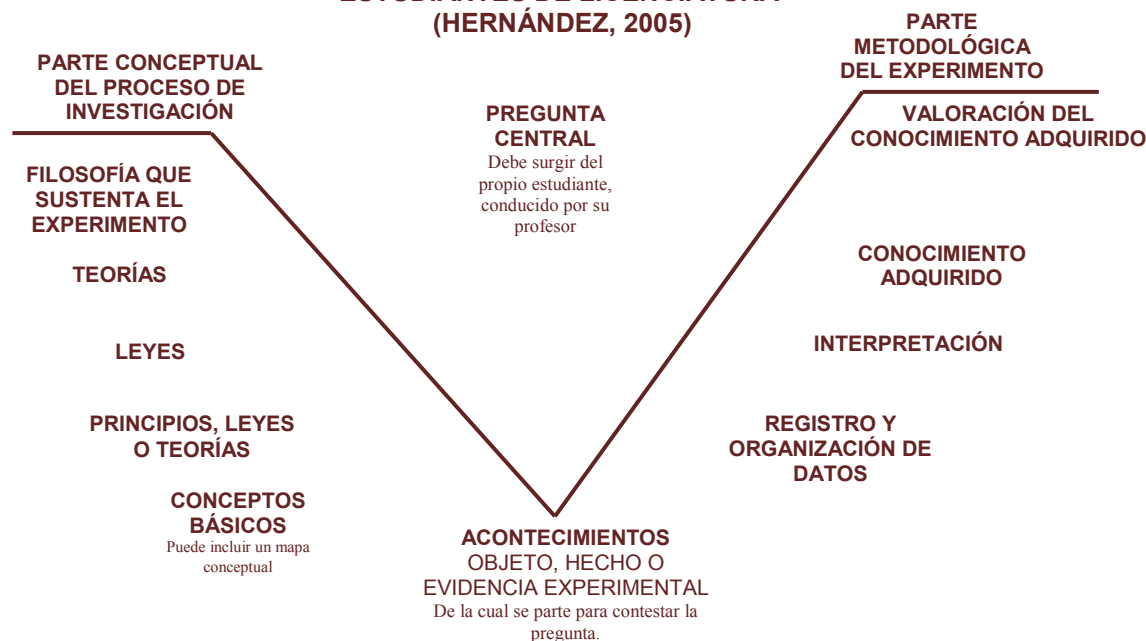 ESTUDIANTES DE LICENCIATURA
(HERNÁNDEZ, 2005)
PARTE CONCEPTUAL
DEL PROCESO DE
INVESTIGACIÓN
FILOSOFÍA QUE
SUSTENTA EL
EXPERIMENTO
TEORÍAS
LEYES
PRINCIPIOS, LEYES
O TEORÍAS
CONCEPTOS
BÁSICOS
Puede incluir un mapa
conceptual
PREGUNTA
CENTRAL
Debe surgir del
propio estudiante,
conducido por su
profesor
ACONTECIMIENTOS
OBJETO, HECHO O
EVIDENCIA EXPERIMENTAL
De la cual se parte para contestar la
pregunta.
PARTE
METODOLÓGICA
DEL EXPERIMENTO
VALORACIÓN DEL
CONOCIMIENTO ADQUIRIDO
CONOCIMIENTO
ADQUIRIDO
INTERPRETACIÓN
REGISTRO Y
ORGANIZACIÓN DE
DATOS